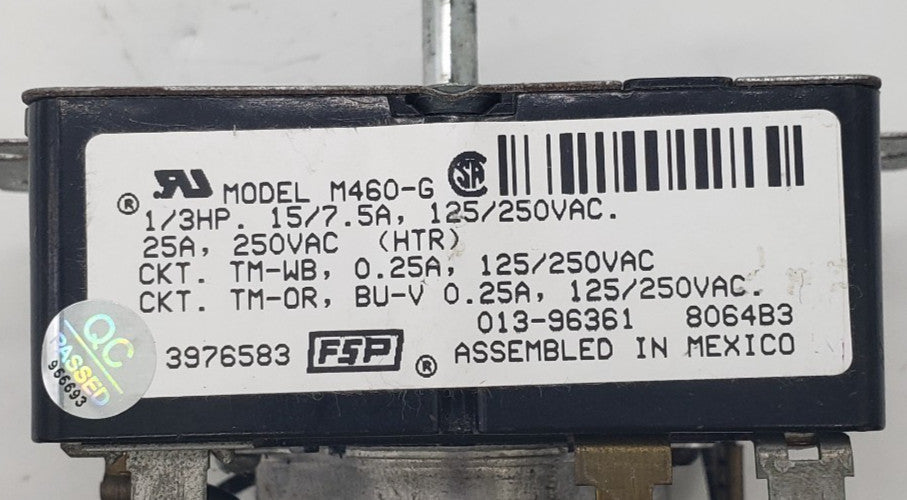 MODEL M460-G
® 1/3HP. 15/7.5A, 125/250VAC.
25A, 250VAC (HTR)
CKT. TM-WB, 0.25A, 125/250VAC
CKT. TM-OR, BU-V 0.25A, 125/250VAC.
013-96361 8064B3
3976583 FSP ® ASSEMBLED IN MEXICO
QC
PASSED
956693